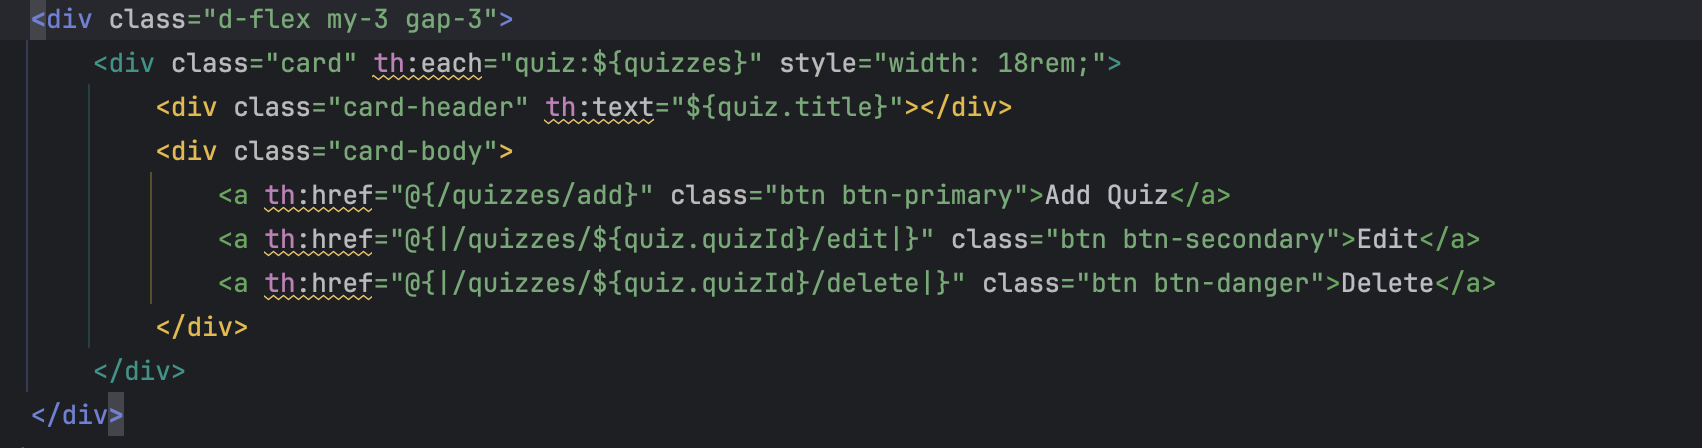 <div class="d-flex my-3 gap-3">
    <div class="card" th:each="quiz:${quizzes}" style="width: 18rem;">
        <div class="card-header" th:text="${quiz.title}"></div>
        <div class="card-body">
            <a th:href="@{/quizzes/add}" class="btn btn-primary">Add Quiz</a>
            <a th:href="@{|/quizzes/${quiz.quizId}/edit|}" class="btn btn-secondary">Edit</a>
            <a th:href="@{|/quizzes/${quiz.quizId}/delete|}" class="btn btn-danger">Delete</a>
        </div>
    </div>
</div>